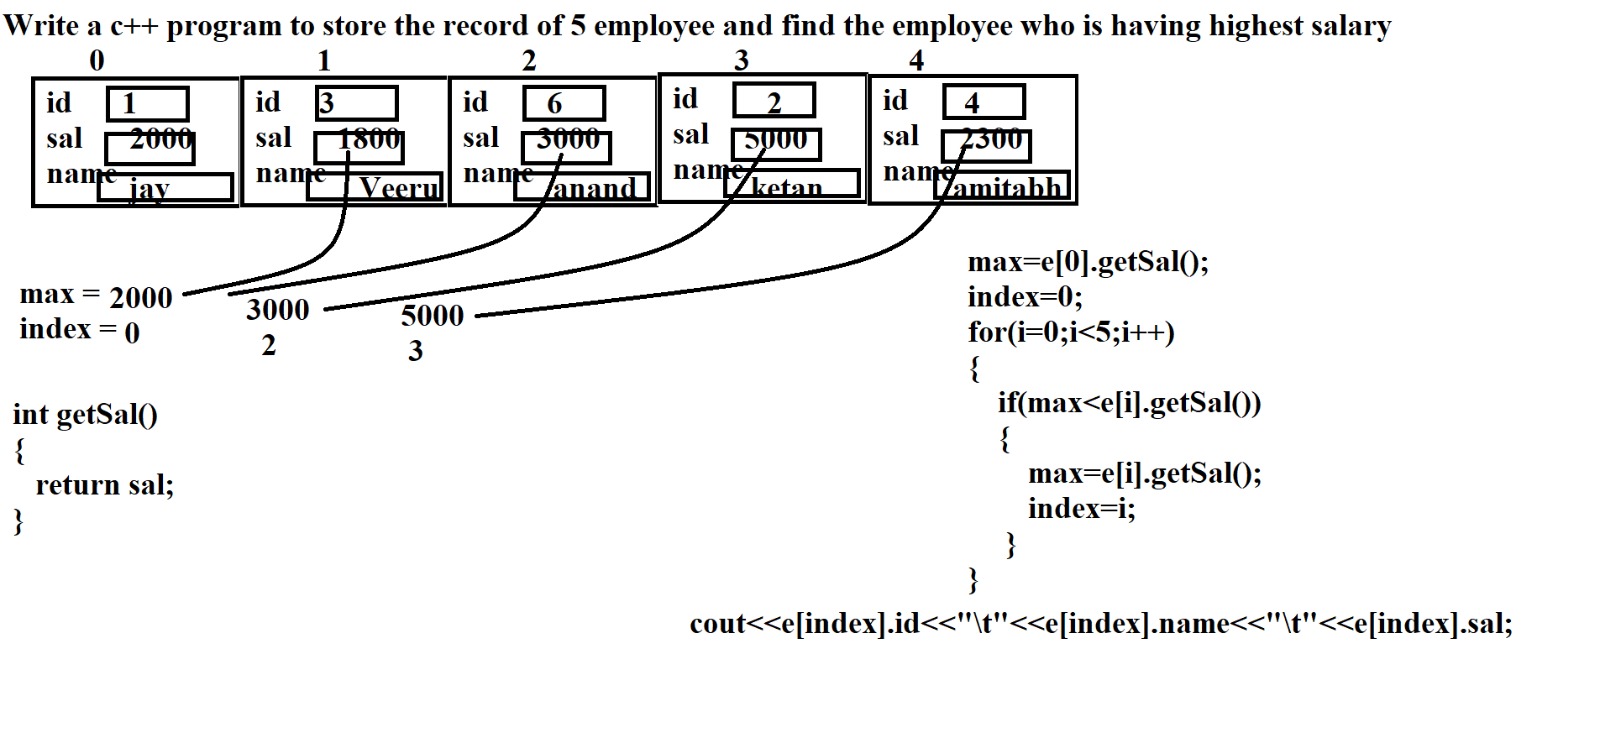 Write a c++ program to store the record of 5 employee and find the employee who is having highest salary
0 1 2 3 4
id 1 id 3 id 6 id 2 id 4
sal 2000 sal 1800 sal 3000 sal 5000 sal 2300
name jay name Veeru name anand name ketan name amitabh
max = 2000 3000 5000
index = 0 2 3
int getSal()
{
return sal;
}
max=e[0].getSal();
index=0;
for(i=0;i<5;i++)
{
if(max<e[i].getSal())
{
max=e[i].getSal();
index=i;
}
}
cout<<e[index].id<<"\t"<<e[index].name<<"\t"<<e[index].sal;